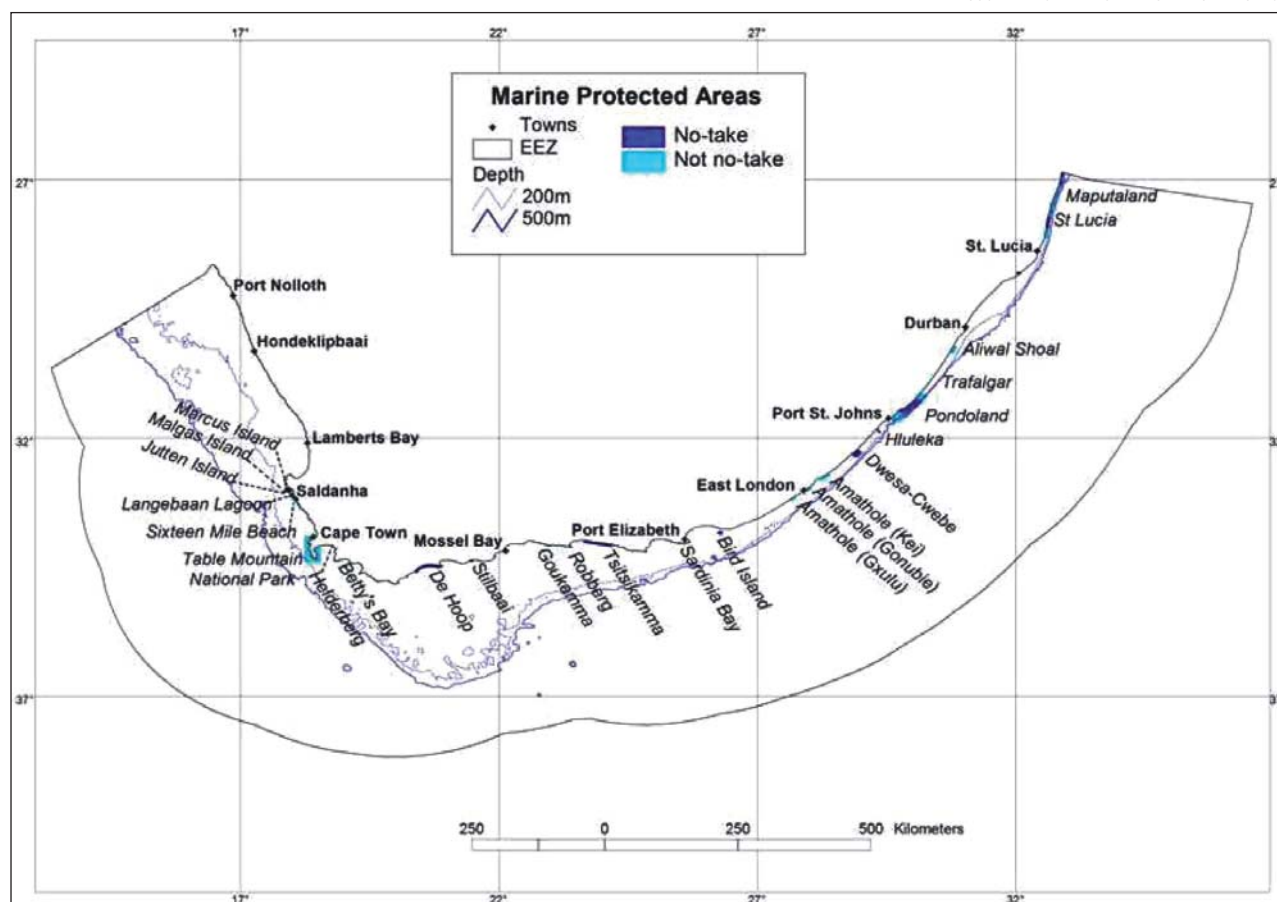 17°
22°
27°
32°
Marine Protected Areas
Towns
EEZ
Depth
200m
500m
No-take
Not no-take
27°
Maputaland
St Lucia
St. Lucia
Port Nolloth
Durban
Hondeklipbaai
Aliwal Shoal
Trafalgar
Port St. Johns
Pondoland
Marcus Island
Malgas Island
Jutten Island
Lamberts Bay
32°
Hluleka
Dwesa-Cwebe
Saldanha
Langebaan Lagoon
East London
Amathole (Kei)
Amathole (Gonubie)
Amathole (Gxulu)
Sixteen Mile Beach
Cape Town
Table Mountain
National Park
Mossel Bay
Port Elizabeth
Helderberg
Betty's Bay
De Hoop
Stilbaai
Goukamma
Robberg
Tsitsikamma
Sardinia Bay
Bird Island
37°
250
0
250
500 Kilometers
17°
22°
27°
32°